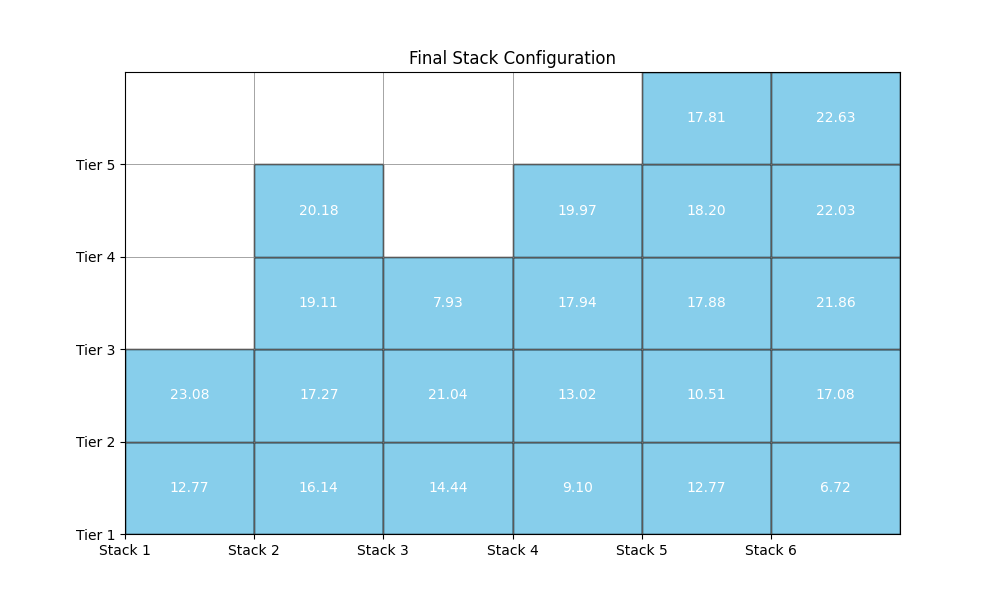 Final Stack Configuration
17.81 22.63
Tier 5
20.18 19.97 18.20 22.03
Tier 4
19.11 7.93 17.94 17.88 21.86
Tier 3
23.08 17.27 21.04 13.02 10.51 17.08
Tier 2
12.77 16.14 14.44 9.10 12.77 6.72
Tier 1
Stack 1 Stack 2 Stack 3 Stack 4 Stack 5 Stack 6